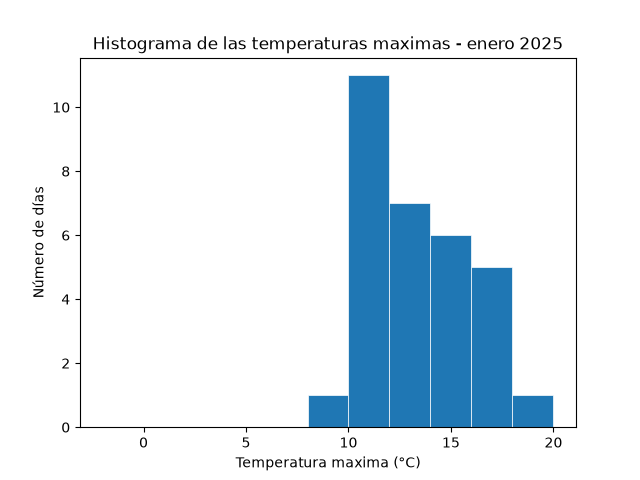 Histograma de las temperaturas maximas - enero 2025
Número de días
10
8
6
4
2
0
0 5 10 15 20
Temperatura maxima (°C)